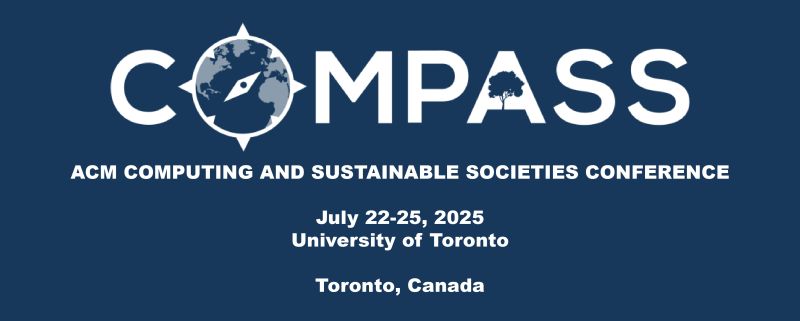 COMPASS
ACM COMPUTING AND SUSTAINABLE SOCIETIES CONFERENCE
July 22-25, 2025
University of Toronto
Toronto, Canada